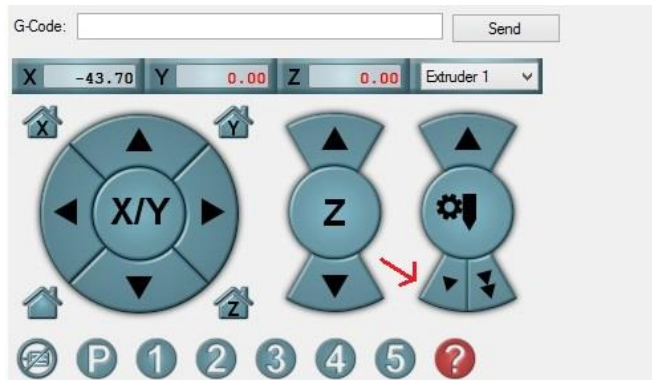 G-Code: Send
X -43.70 Y 0.00 Z 0.00 Extruder 1
X Y
X/Y Z
Z
P 1 2 3 4 5 ?